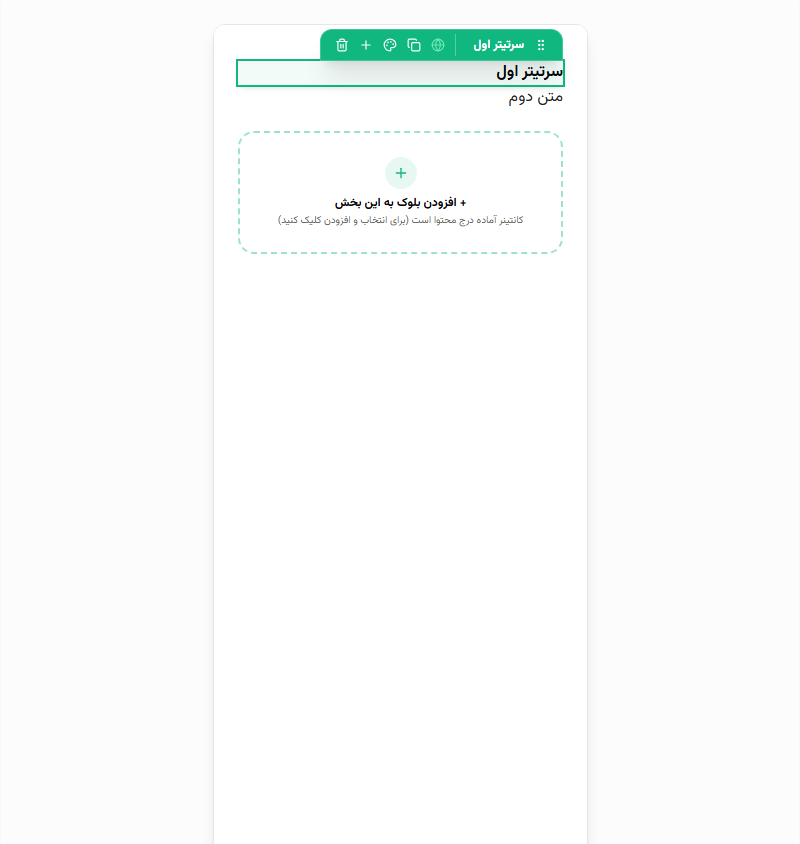 سرتیتر اول
سرتیتر اول
متن دوم
+ افزودن بلوک به این بخش
کانتینر آماده درج محتوا است (برای انتخاب و افزودن کلیک کنید)